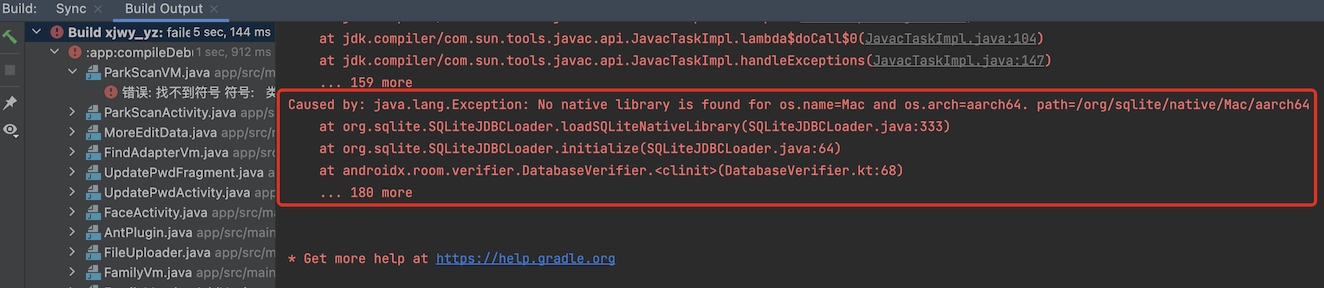 Build: Sync × Build Output ×
Build xjwy_yz: faile 5 sec, 144 ms
:app:compileDeb 1 sec, 912 ms
ParkScanVM.java app/src/m
错误: 找不到符号 符号: 类
ParkScanActivity.java app/s
MoreEditData.java app/src/
FindAdapterVm.java app/src
UpdatePwdFragment.java a
UpdatePwdActivity.java app
FaceActivity.java app/src/m
AntPlugin.java app/src/main
FileUploader.java app/src/m
FamilyVm.java app/src/main
at jdk.compiler/com.sun.tools.javac.api.JavacTaskImpl.lambda$doCall$0(JavacTaskImpl.java:104)
at jdk.compiler/com.sun.tools.javac.api.JavacTaskImpl.handleExceptions(JavacTaskImpl.java:147)
... 159 more
Caused by: java.lang.Exception: No native library is found for os.name=Mac and os.arch=aarch64. path=/org/sqlite/native/Mac/aarch64
at org.sqlite.SQLiteJDBCLoader.loadSQLiteNativeLibrary(SQLiteJDBCLoader.java:333)
at org.sqlite.SQLiteJDBCLoader.initialize(SQLiteJDBCLoader.java:64)
at androidx.room.verifier.DatabaseVerifier.<clinit>(DatabaseVerifier.kt:68)
... 180 more
* Get more help at https://help.gradle.org